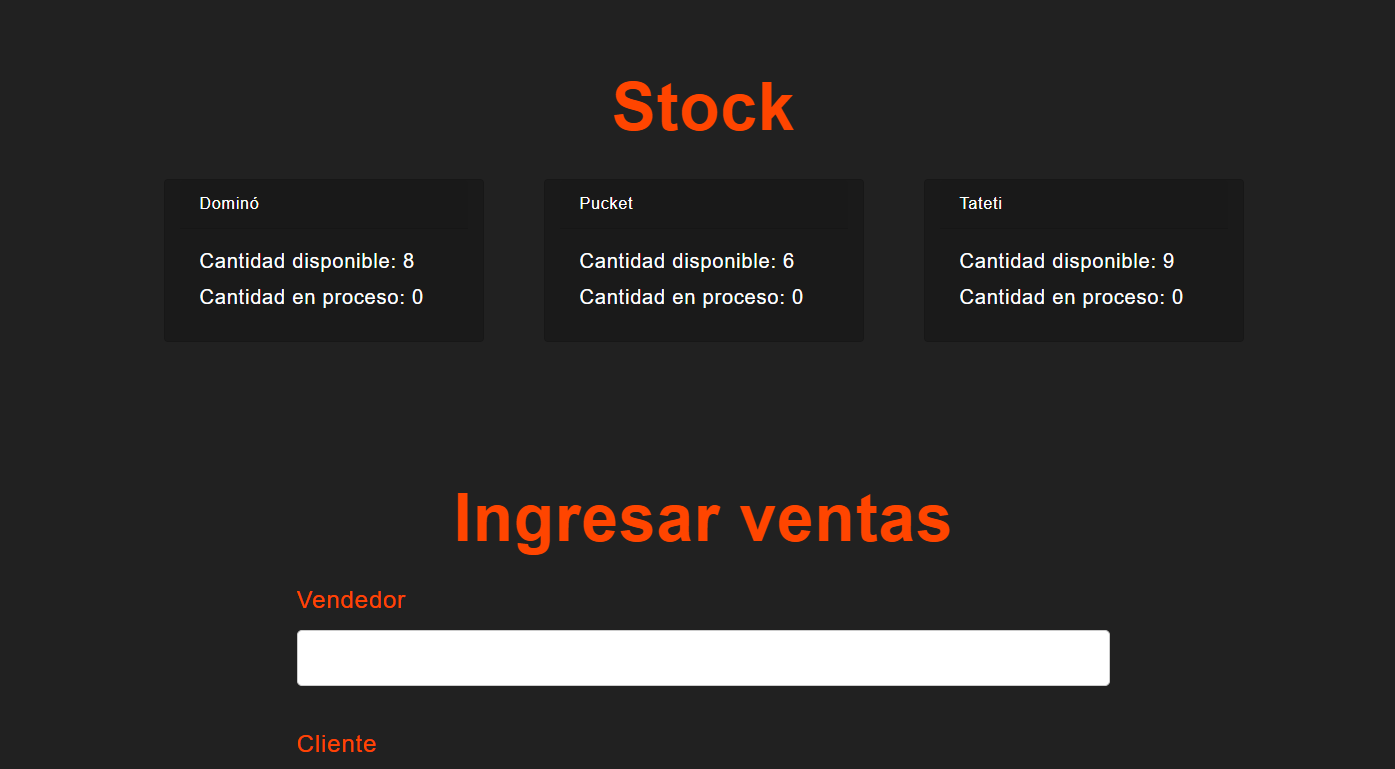 Stock
Dominó
Cantidad disponible: 8
Cantidad en proceso: 0
Pucket
Cantidad disponible: 6
Cantidad en proceso: 0
Tateti
Cantidad disponible: 9
Cantidad en proceso: 0
Ingresar ventas
Vendedor
Cliente